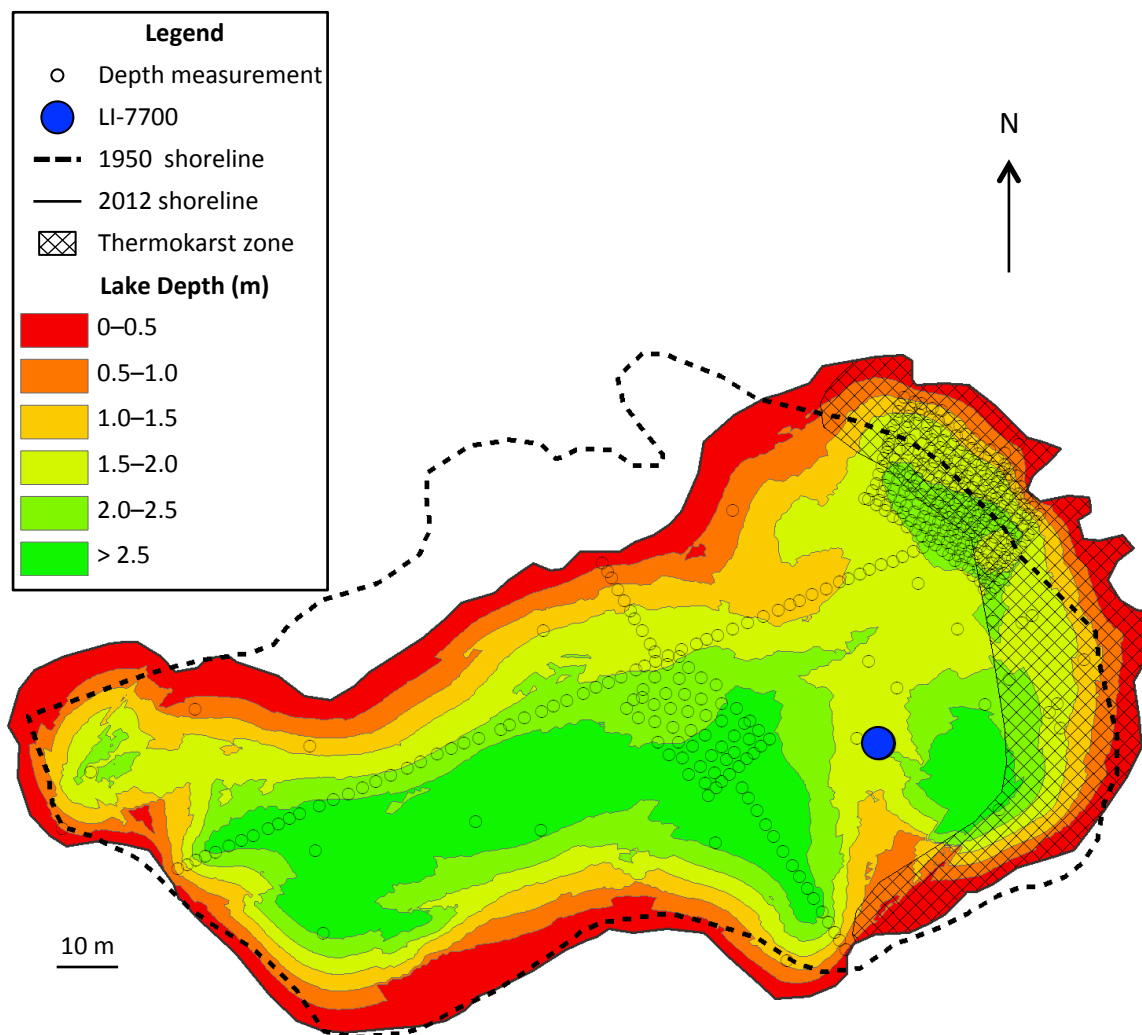 Legend
Depth measurement
LI-7700
1950 shoreline
2012 shoreline
Thermokarst zone
Lake Depth (m)
0–0.5
0.5–1.0
1.0–1.5
1.5–2.0
2.0–2.5
> 2.5
N
10 m